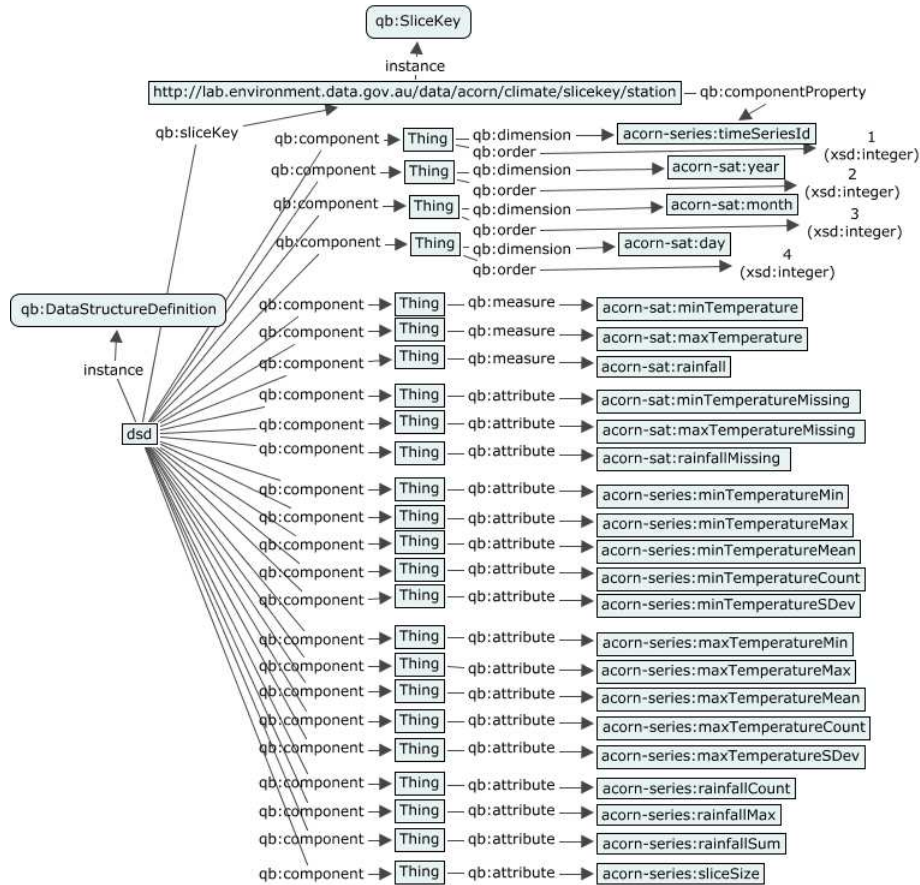 qb:SliceKey
instance
http://lab.environment.data.gov.au/data/acorn/climate/slicekey/station
qb:componentProperty
qb:sliceKey
qb:component Thing qb:dimension acorn-series:timeSeriesId
qb:order 1
(xsd:integer)
qb:component Thing qb:dimension acorn-sat:year
qb:order 2
(xsd:integer)
qb:component Thing qb:dimension acorn-sat:month
qb:order 3
(xsd:integer)
qb:component Thing qb:dimension acorn-sat:day
qb:order 4
(xsd:integer)
qb:DataStructureDefinition
instance
dsd
qb:component Thing qb:measure acorn-sat:minTemperature
qb:component Thing qb:measure acorn-sat:maxTemperature
qb:component Thing qb:measure acorn-sat:rainfall
qb:component Thing qb:attribute acorn-sat:minTemperatureMissing
qb:component Thing qb:attribute acorn-sat:maxTemperatureMissing
qb:component Thing qb:attribute acorn-sat:rainfallMissing
qb:component Thing qb:attribute acorn-series:minTemperatureMin
qb:component Thing qb:attribute acorn-series:minTemperatureMax
qb:component Thing qb:attribute acorn-series:minTemperatureMean
qb:component Thing qb:attribute acorn-series:minTemperatureCount
qb:component Thing qb:attribute acorn-series:minTemperatureSDev
qb:component Thing qb:attribute acorn-series:maxTemperatureMin
qb:component Thing qb:attribute acorn-series:maxTemperatureMax
qb:component Thing qb:attribute acorn-series:maxTemperatureMean
qb:component Thing qb:attribute acorn-series:maxTemperatureCount
qb:component Thing qb:attribute acorn-series:maxTemperatureSDev
qb:component Thing qb:attribute acorn-series:rainfallCount
qb:component Thing qb:attribute acorn-series:rainfallMax
qb:component Thing qb:attribute acorn-series:rainfallSum
qb:component Thing qb:attribute acorn-series:sliceSize